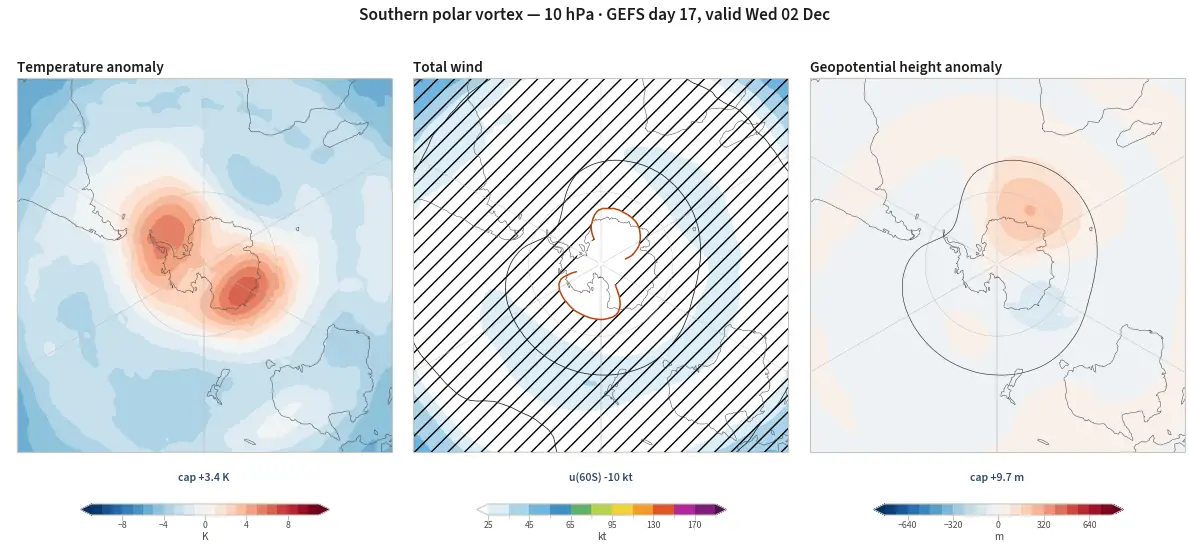 Southern polar vortex — 10 hPa · GEFS day 17, valid Wed 02 Dec
Temperature anomaly
Total wind
Geopotential height anomaly
cap +3.4 K
u(60S) -10 kt
cap +9.7 m
−8 −4 0 4 8
K
25 45 65 95 130 170
kt
−640 −320 0 320 640
m